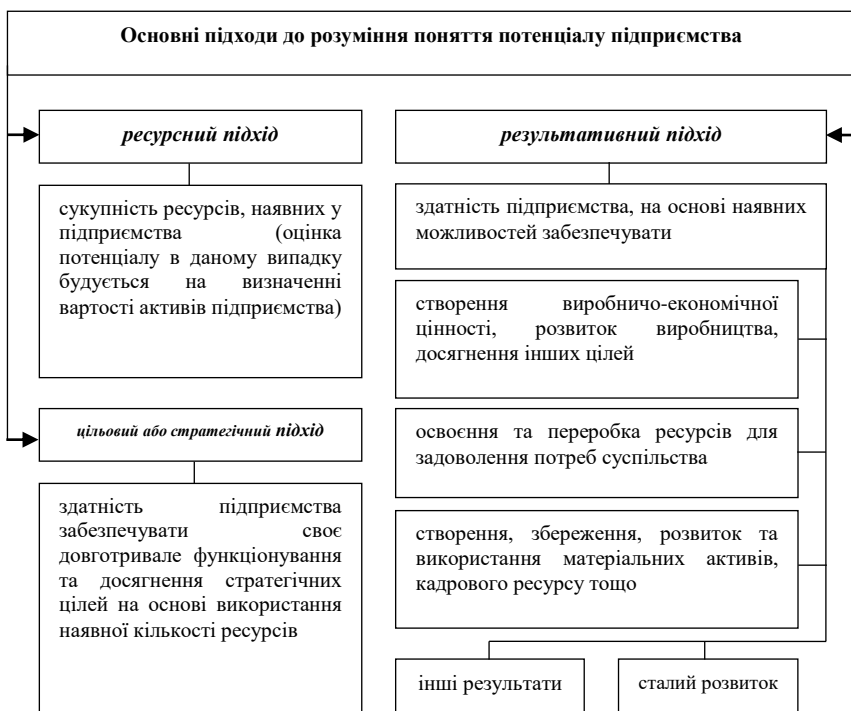 Основні підходи до розуміння поняття потенціалу підприємства
ресурсний підхід
сукупність ресурсів, наявних у
підприємства (оцінка
потенціалу в даному випадку
будується на визначенні
вартості активів підприємства)
цільовий або стратегічний підхід
здатність підприємства
забезпечувати своє
довготривале функціонування
та досягнення стратегічних
цілей на основі використання
наявної кількості ресурсів
результативний підхід
здатність підприємства, на основі наявних
можливостей забезпечувати
створення виробничо-економічної
цінності, розвиток виробництва,
досягнення інших цілей
освоєння та переробка ресурсів для
задоволення потреб суспільства
створення, збереження, розвиток та
використання матеріальних активів,
кадрового ресурсу тощо
інші результати
сталий розвиток